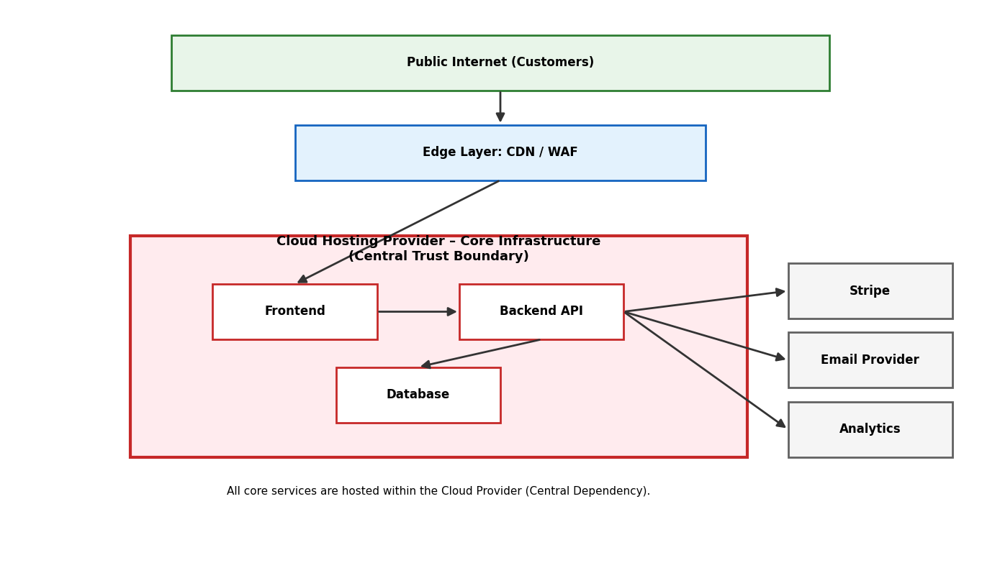 Public Internet (Customers)
Edge Layer: CDN / WAF
Cloud Hosting Provider – Core Infrastructure
(Central Trust Boundary)
Frontend
Backend API
Database
Stripe
Email Provider
Analytics
All core services are hosted within the Cloud Provider (Central Dependency).